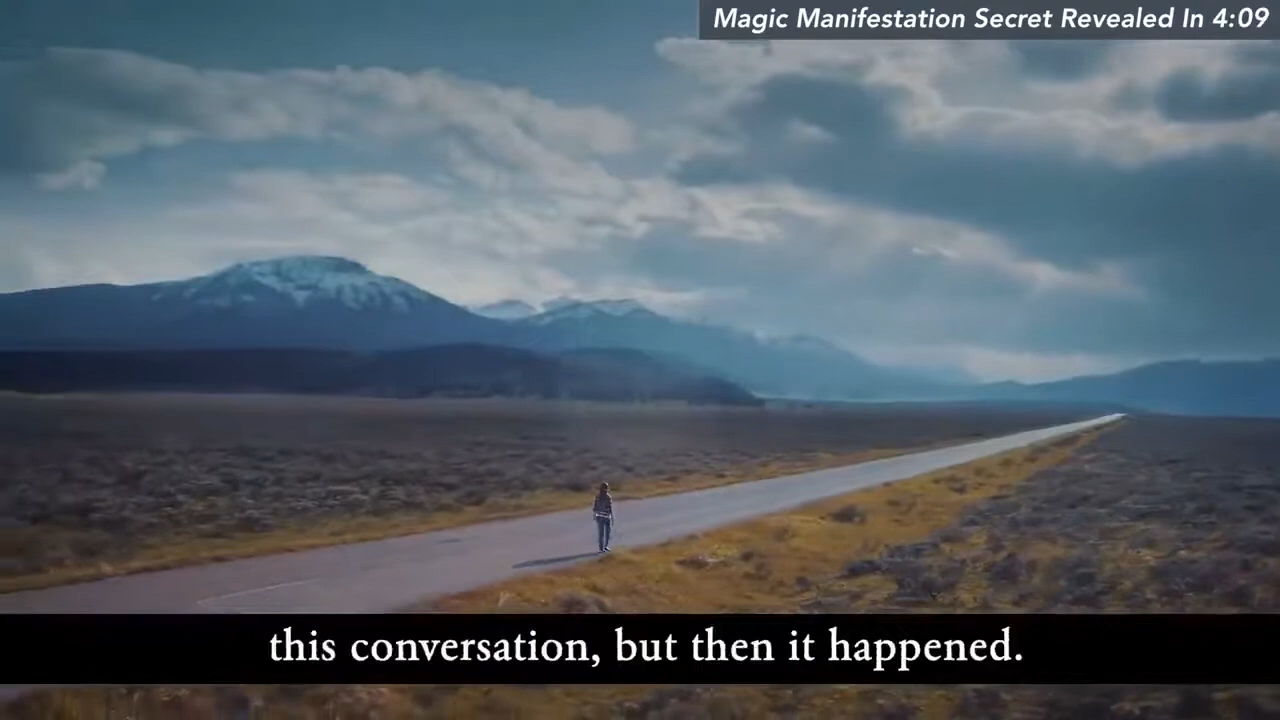 Magic Manifestation Secret Revealed In 4:09
this conversation, but then it happened.